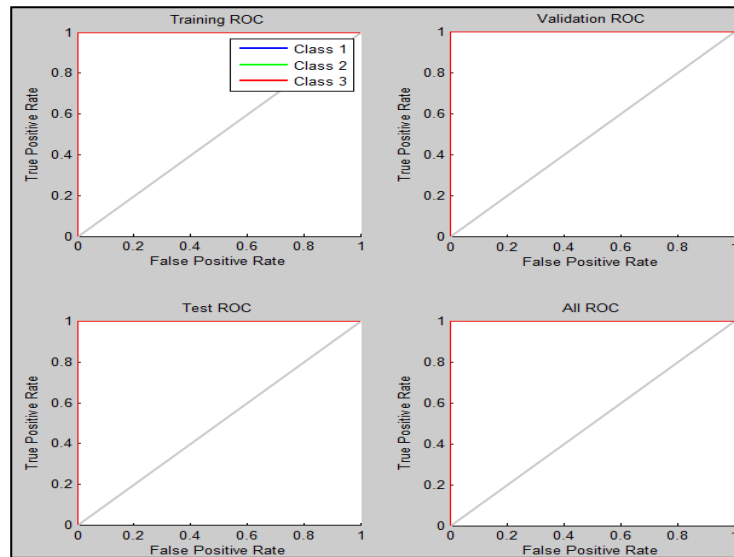 Training ROC
1
0.8
0.6
0.4
0.2
0
True Positive Rate
Class 1
Class 2
Class 3
0 0.2 0.4 0.6 0.8 1
False Positive Rate
Validation ROC
1
0.8
0.6
0.4
0.2
0
True Positive Rate
0 0.2 0.4 0.6 0.8 1
False Positive Rate
Test ROC
1
0.8
0.6
0.4
0.2
0
True Positive Rate
0 0.2 0.4 0.6 0.8 1
False Positive Rate
All ROC
1
0.8
0.6
0.4
0.2
0
True Positive Rate
0 0.2 0.4 0.6 0.8 1
False Positive Rate